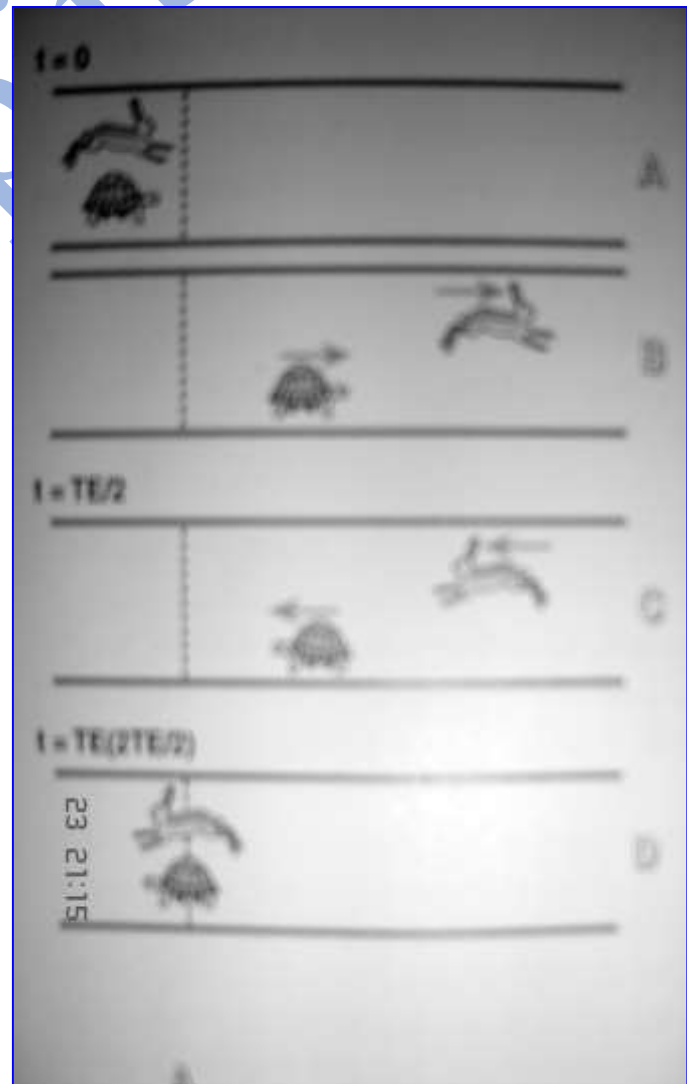 t = 0
A
B
t = TE/2
C
t = TE(2TE/2)
D
23 21:15